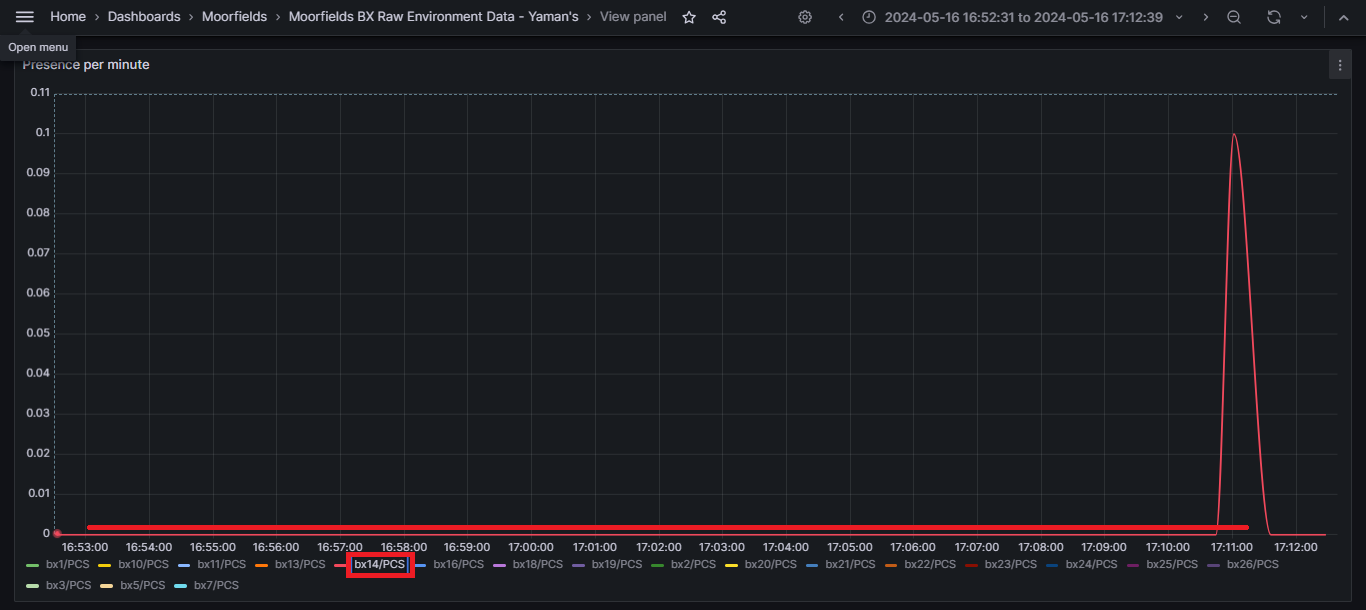 Home › Dashboards › Moorfields › Moorfields BX Raw Environment Data - Yaman's › View panel
2024-05-16 16:52:31 to 2024-05-16 17:12:39
Open menu
Presence per minute
0.11
0.1
0.09
0.08
0.07
0.06
0.05
0.04
0.03
0.02
0.01
0
16:53:00 16:54:00 16:55:00 16:56:00 16:57:00 16:58:00 16:59:00 17:00:00 17:01:00 17:02:00 17:03:00 17:04:00 17:05:00 17:06:00 17:07:00 17:08:00 17:09:00 17:10:00 17:11:00 17:12:00
bx1/PCS bx10/PCS bx11/PCS bx13/PCS bx14/PCS bx16/PCS bx18/PCS bx19/PCS bx2/PCS bx20/PCS bx21/PCS bx22/PCS bx23/PCS bx24/PCS bx25/PCS bx26/PCS
bx3/PCS bx5/PCS bx7/PCS